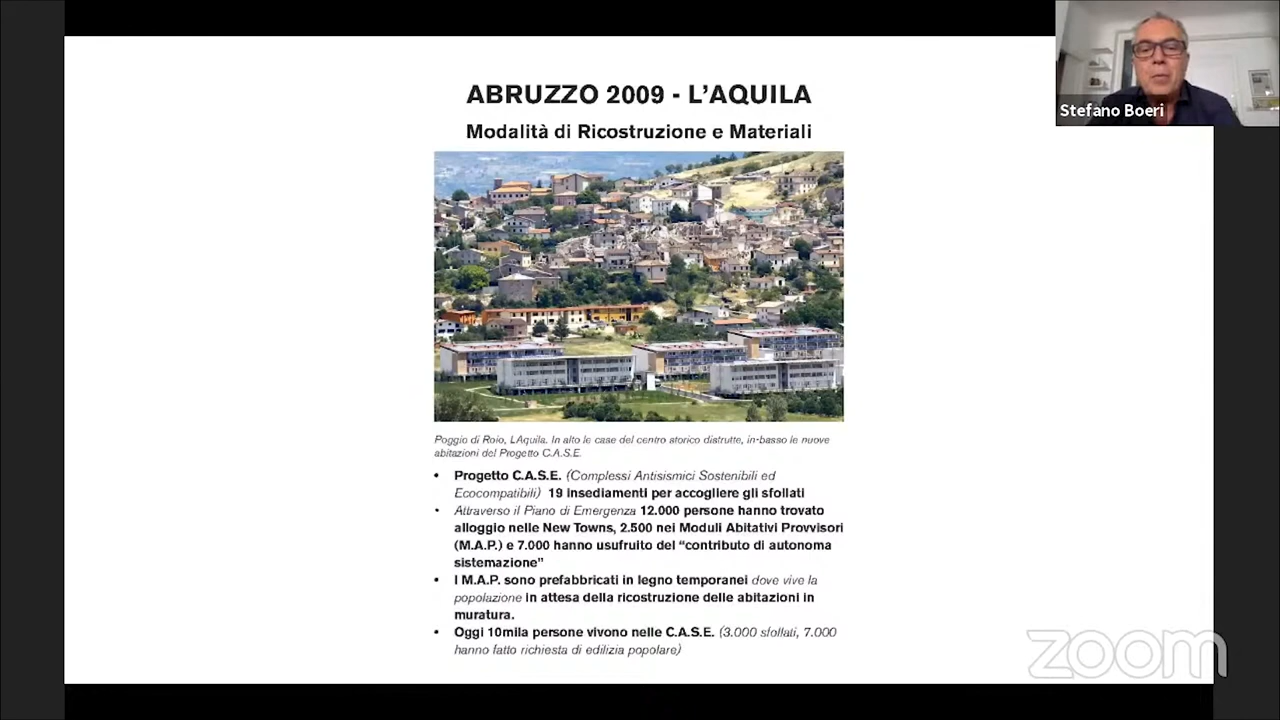 ABRUZZO 2009 - L'AQUILA
Modalità di Ricostruzione e Materiali
Stefano Boeri
Poggio di Roio, LAquila. In alto le case del centro storico distrutte, in-basso le nuove
abitazioni del Progetto C.A.S.E.
• Progetto C.A.S.E. (Complessi Antisismici Sostenibili ed
Ecocompatibili) 19 insediamenti per accogliere gli sfollati
• Attraverso il Piano di Emergenza 12.000 persone hanno trovato
alloggio nelle New Towns, 2.500 nei Moduli Abitativi Provvisori
(M.A.P.) e 7.000 hanno usufruito del “contributo di autonoma
sistemazione”
• I M.A.P. sono prefabbricati in legno temporanei dove vive la
popolazione in attesa della ricostruzione delle abitazioni in
muratura.
• Oggi 10mila persone vivono nelle C.A.S.E. (3.000 sfollati, 7.000
hanno fatto richiesta di edilizia popolare)
zoom